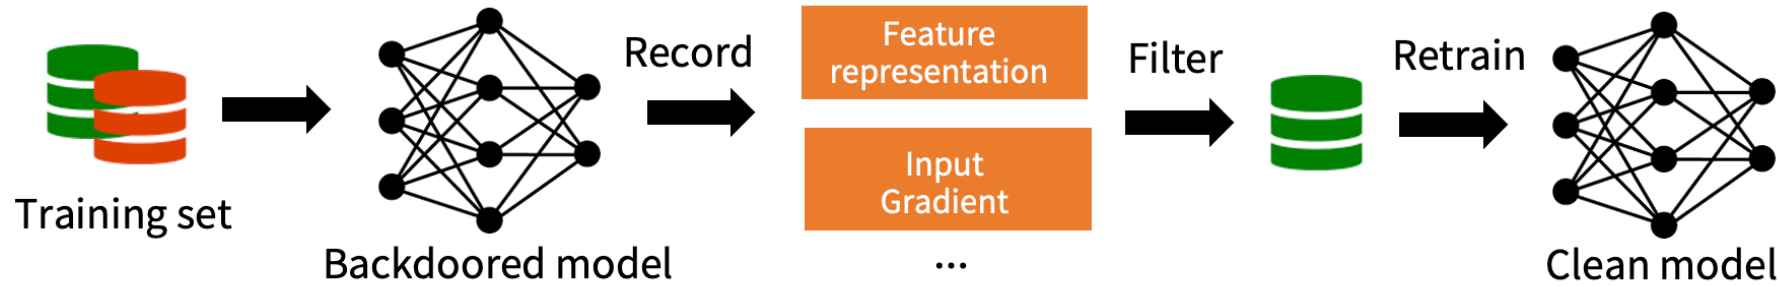 Training set
Backdoored model
Record
Feature
representation
Input
Gradient
...
Filter
Retrain
Clean model